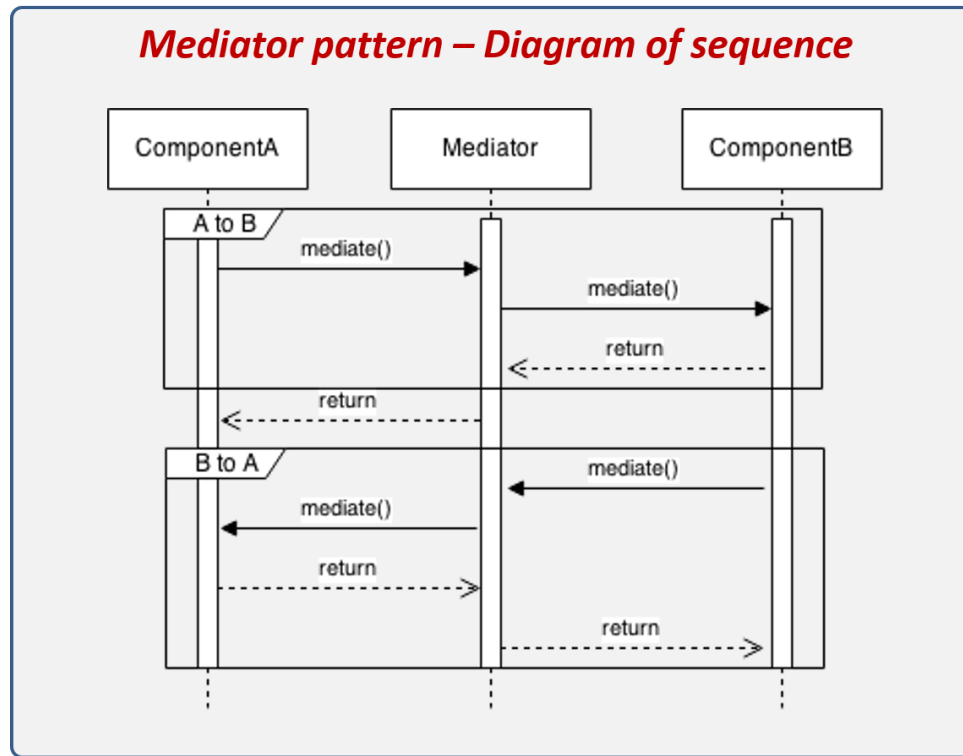 Mediator pattern – Diagram of sequence
ComponentA
Mediator
ComponentB
A to B
mediate()
mediate()
return
return
B to A
mediate()
mediate()
return
return